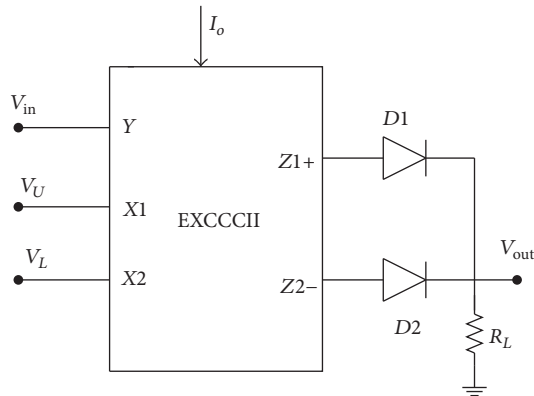 I_o
V_in
Y
D1
Z1+
V_U
X1
EXCCCII
V_out
V_L
X2
Z2−
D2
R_L